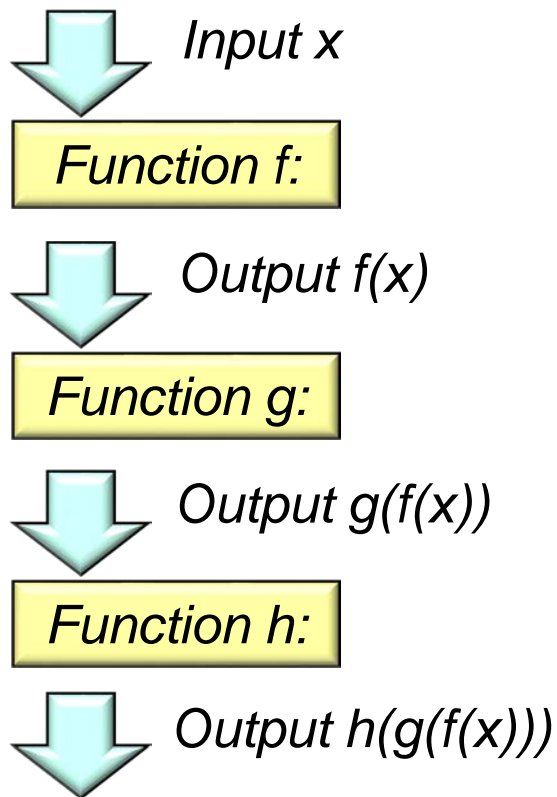 Input x
Function f:
Output f(x)
Function g:
Output g(f(x))
Function h:
Output h(g(f(x)))